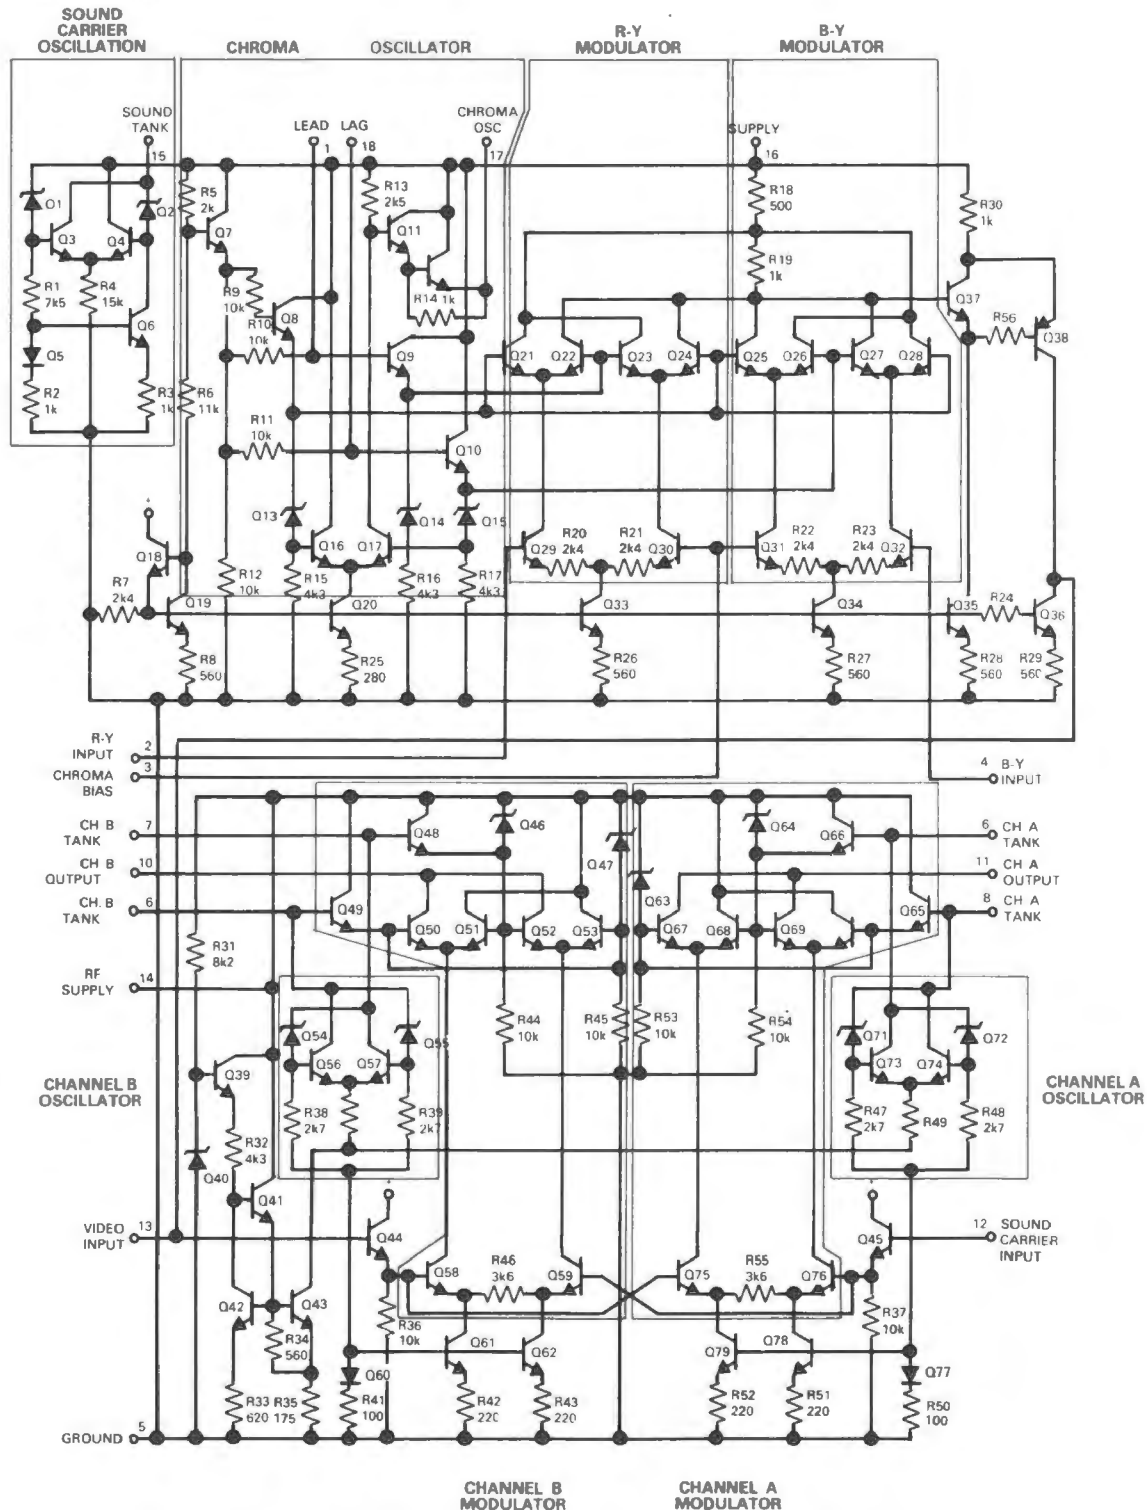 SOUND
CARRIER
OSCILLATION
CHROMA
OSCILLATOR
R-Y
MODULATOR
B-Y
MODULATOR
SOUND
TANK
15
LEAD
1
LAG
18
CHROMA
OSC
17
SUPPLY
16
R5
2k
R13
2k5
R18
500
R30
1k
Q1
Q2
Q3
Q4
Q7
Q11
R19
1k
R1
7k5
R4
15k
R9
10k
R14 1k
Q37
Q6
Q8
R10
10k
R56
Q38
Q5
Q9
Q21
Q22
Q23
Q24
Q25
Q26
Q27
Q28
R2
1k
R3
1k
R6
11k
R11
10k
Q10
Q13
Q14
Q15
Q18
Q16
Q17
R20
2k4
R21
2k4
R22
2k4
R23
2k4
Q29
Q30
Q31
Q32
R7
2k4
R12
10k
R15
4k3
R16
4k3
R17
4k3
Q19
Q20
Q33
Q34
Q35
R24
Q36
R8
560
R25
280
R26
560
R27
560
R28
560
R29
560
R-Y
INPUT
2
CHROMA
BIAS
3
4
B-Y
INPUT
CH B
TANK
7
Q48
Q46
Q47
Q64
Q66
6
CH A
TANK
CH B
OUTPUT
10
11
CH A
OUTPUT
CH. B
TANK
6
Q49
Q63
Q65
8
CH A
TANK
Q50
Q51
Q52
Q53
Q67
Q68
Q69
R31
8k2
RF
SUPPLY
14
R44
10k
R45
10k
R53
10k
R54
10k
Q54
Q55
Q71
Q72
Q56
Q57
Q73
Q74
Q39
CHANNEL B
OSCILLATOR
CHANNEL A
OSCILLATOR
R38
2k7
R39
2k7
R47
2k7
R49
R48
2k7
R32
4k3
Q40
Q41
VIDEO
INPUT
13
Q44
Q45
12
SOUND
CARRIER
INPUT
R46
3k6
R55
3k6
Q58
Q59
Q75
Q76
Q42
Q43
R34
560
R36
10k
R37
10k
Q61
Q62
Q79
Q78
Q60
Q77
R33
620
R35
175
R41
100
R42
220
R43
220
R52
220
R51
220
R50
100
GROUND
5
CHANNEL B
MODULATOR
CHANNEL A
MODULATOR